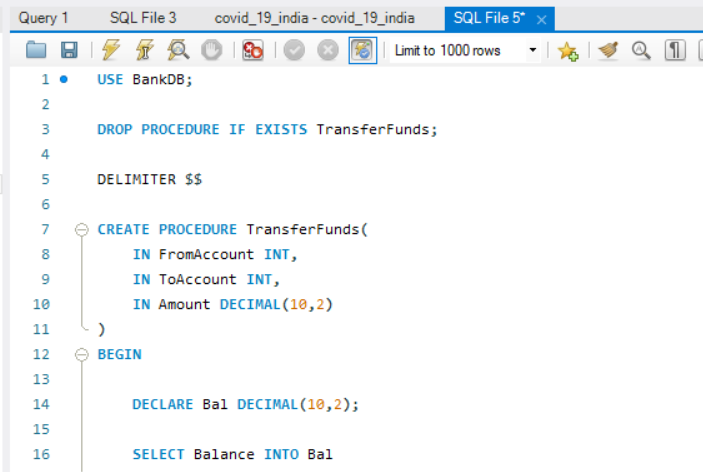 Query 1 SQL File 3 covid_19_india - covid_19_india SQL File 5* ×
Limit to 1000 rows
1 USE BankDB;
2
3 DROP PROCEDURE IF EXISTS TransferFunds;
4
5 DELIMITER $$
6
7 CREATE PROCEDURE TransferFunds(
8 IN FromAccount INT,
9 IN ToAccount INT,
10 IN Amount DECIMAL(10,2)
11 )
12 BEGIN
13
14 DECLARE Bal DECIMAL(10,2);
15
16 SELECT Balance INTO Bal